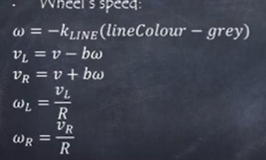 Wheel's speed:
ω = −k_LINE(lineColour − grey)
v_L = v − bω
v_R = v + bω
ω_L = v_L / R
ω_R = v_R / R